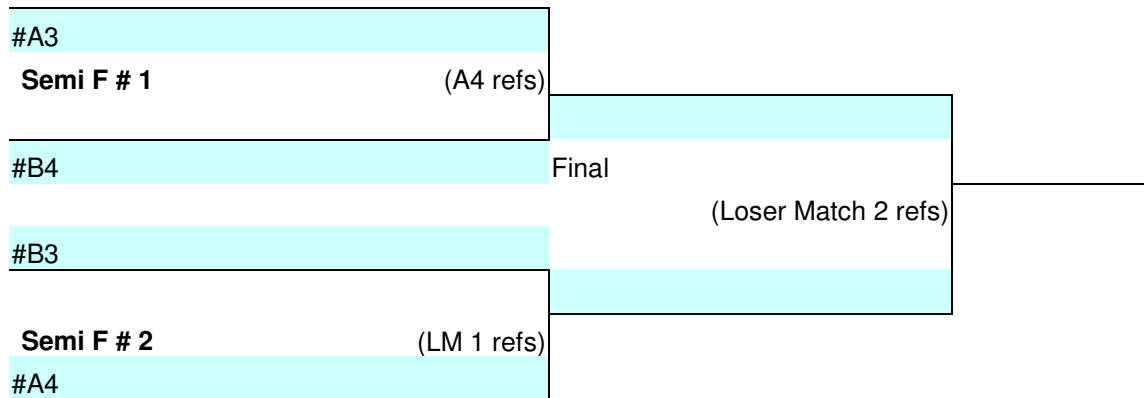 #A3
Semi F # 1 (A4 refs)
#B4 Final
(Loser Match 2 refs)
#B3
Semi F # 2 (LM 1 refs)
#A4